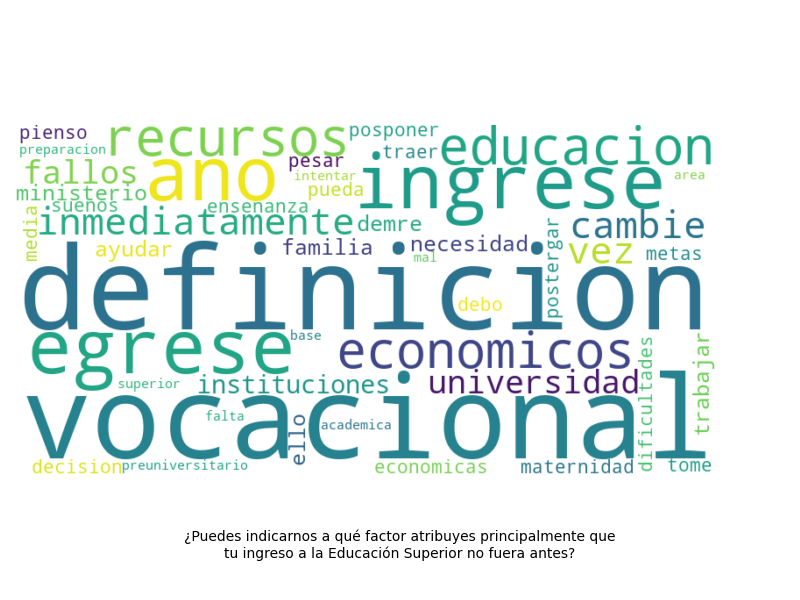 pienso
recursos
posponer
educacion
preparacion
fallos
ano
pesar
traer
ingrese
intentar
area
ministerio
pueda
suenos
ensenanza
media
inmediatamente
demre
cambie
ayudar
familia
necesidad
mal
postergar
vez
metas
definicion
debo
egrese
base
economicos
superior
instituciones
universidad
dificultades
trabajar
vocacional
falta
ello
academica
decision
preuniversitario
economicas
maternidad
tome
¿Puedes indicarnos a qué factor atribuyes principalmente que
tu ingreso a la Educación Superior no fuera antes?